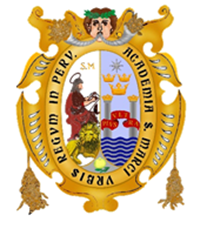 ACADEMIA S. MARCI VRBIS REGVM IN PERV.
S.M